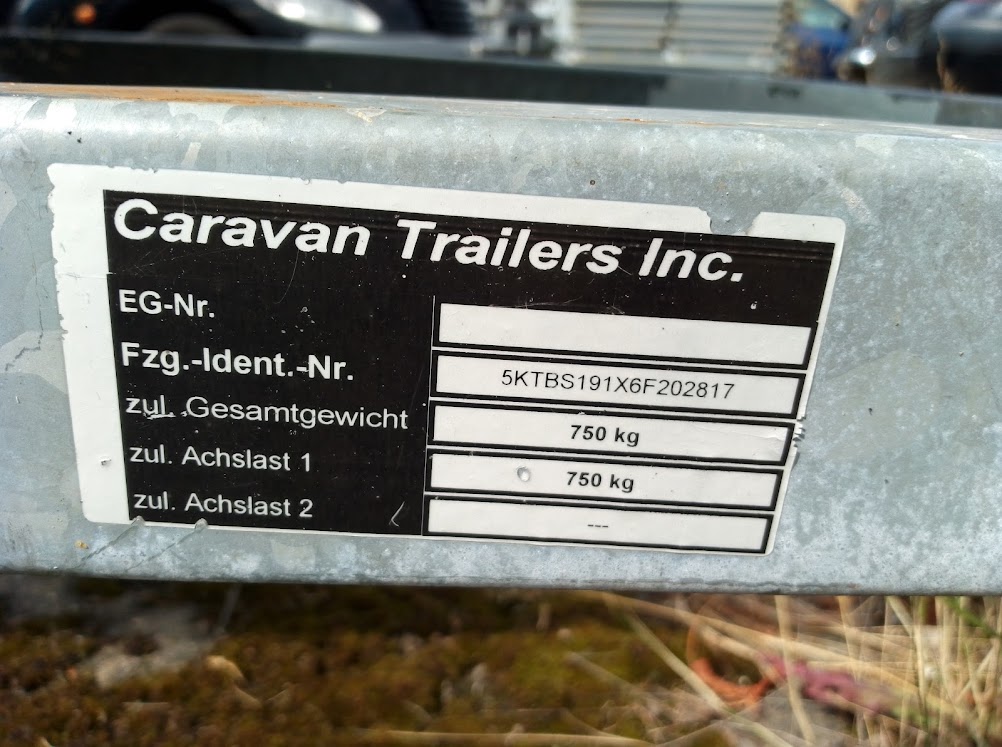 Caravan Trailers Inc.
EG-Nr.
Fzg.-Ident.-Nr. 5KTBS191X6F202817
zul. Gesamtgewicht 750 kg
zul. Achslast 1 750 kg
zul. Achslast 2 ---